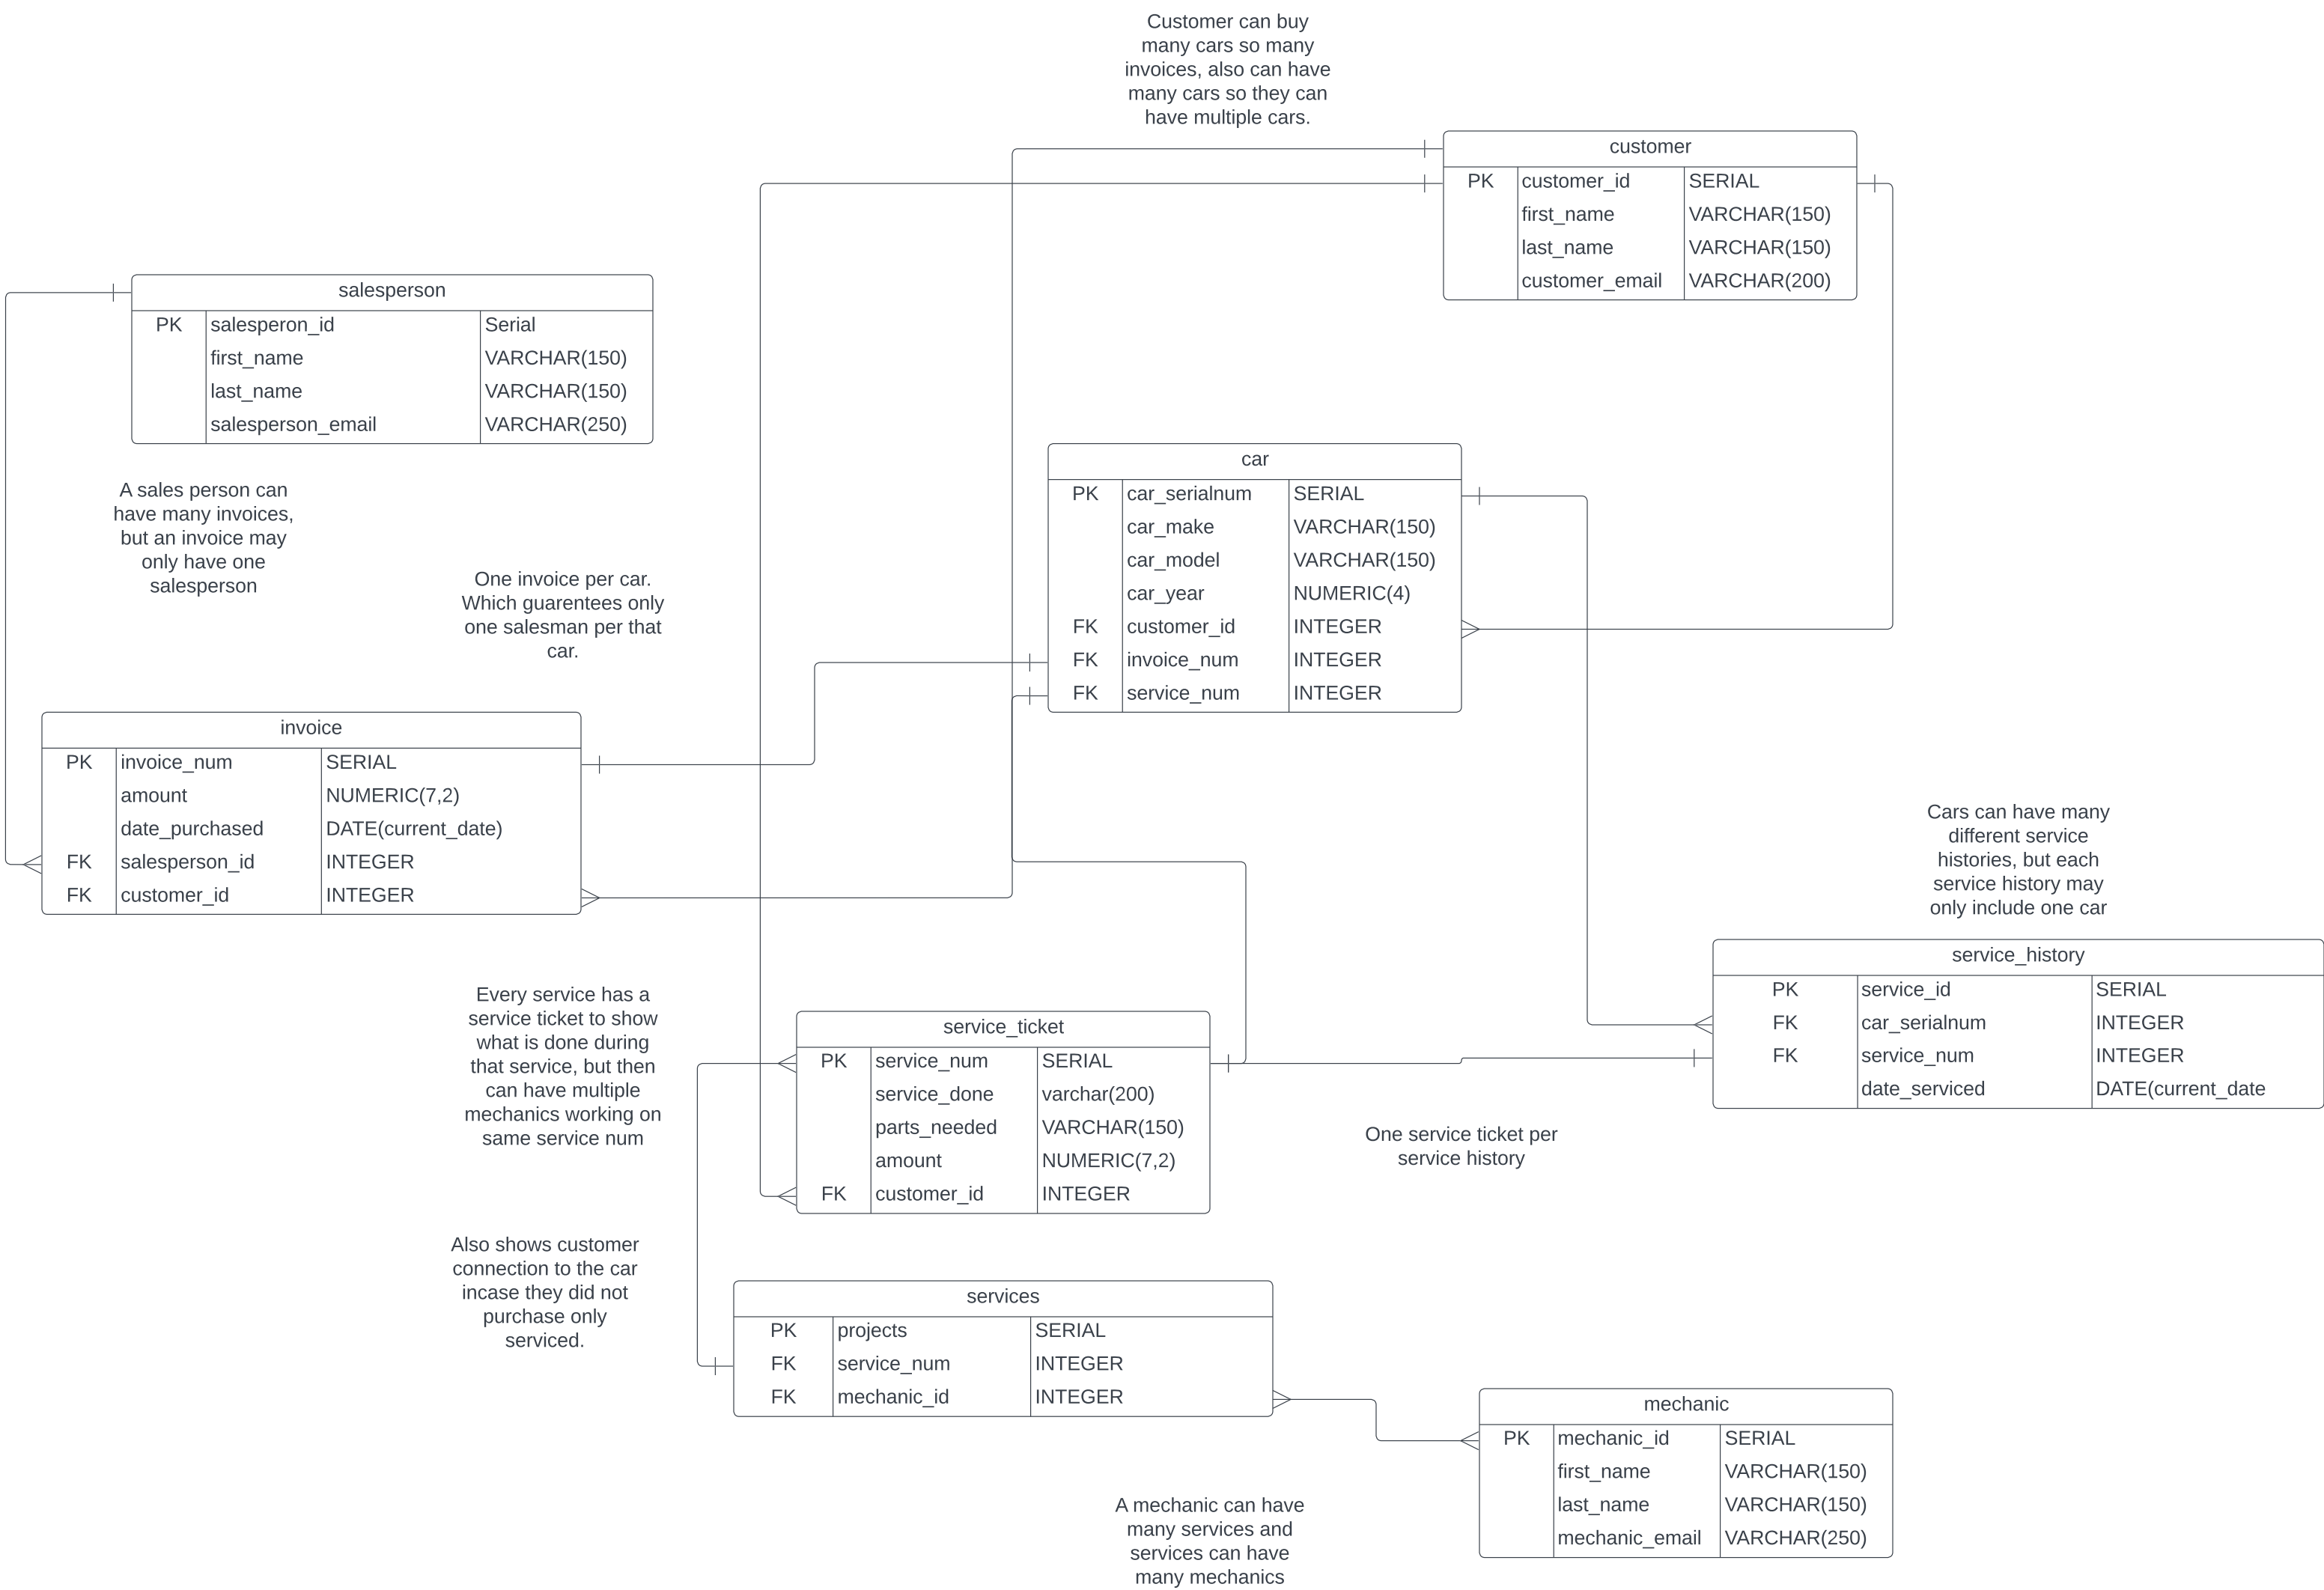 Customer can buy
many cars so many
invoices, also can have
many cars so they can
have multiple cars.
customer
PK customer_id SERIAL
first_name VARCHAR(150)
last_name VARCHAR(150)
customer_email VARCHAR(200)
salesperson
PK salesperon_id Serial
first_name VARCHAR(150)
last_name VARCHAR(150)
salesperson_email VARCHAR(250)
A sales person can
have many invoices,
but an invoice may
only have one
salesperson
car
PK car_serialnum SERIAL
car_make VARCHAR(150)
car_model VARCHAR(150)
car_year NUMERIC(4)
FK customer_id INTEGER
FK invoice_num INTEGER
FK service_num INTEGER
One invoice per car.
Which guarentees only
one salesman per that
car.
invoice
PK invoice_num SERIAL
amount NUMERIC(7,2)
date_purchased DATE(current_date)
FK salesperson_id INTEGER
FK customer_id INTEGER
Cars can have many
different service
histories, but each
service history may
only include one car
service_history
PK service_id SERIAL
FK car_serialnum INTEGER
FK service_num INTEGER
date_serviced DATE(current_date
Every service has a
service ticket to show
what is done during
that service, but then
can have multiple
mechanics working on
same service num
service_ticket
PK service_num SERIAL
service_done varchar(200)
parts_needed VARCHAR(150)
amount NUMERIC(7,2)
FK customer_id INTEGER
One service ticket per
service history
Also shows customer
connection to the car
incase they did not
purchase only
serviced.
services
PK projects SERIAL
FK service_num INTEGER
FK mechanic_id INTEGER
mechanic
PK mechanic_id SERIAL
first_name VARCHAR(150)
last_name VARCHAR(150)
mechanic_email VARCHAR(250)
A mechanic can have
many services and
services can have
many mechanics